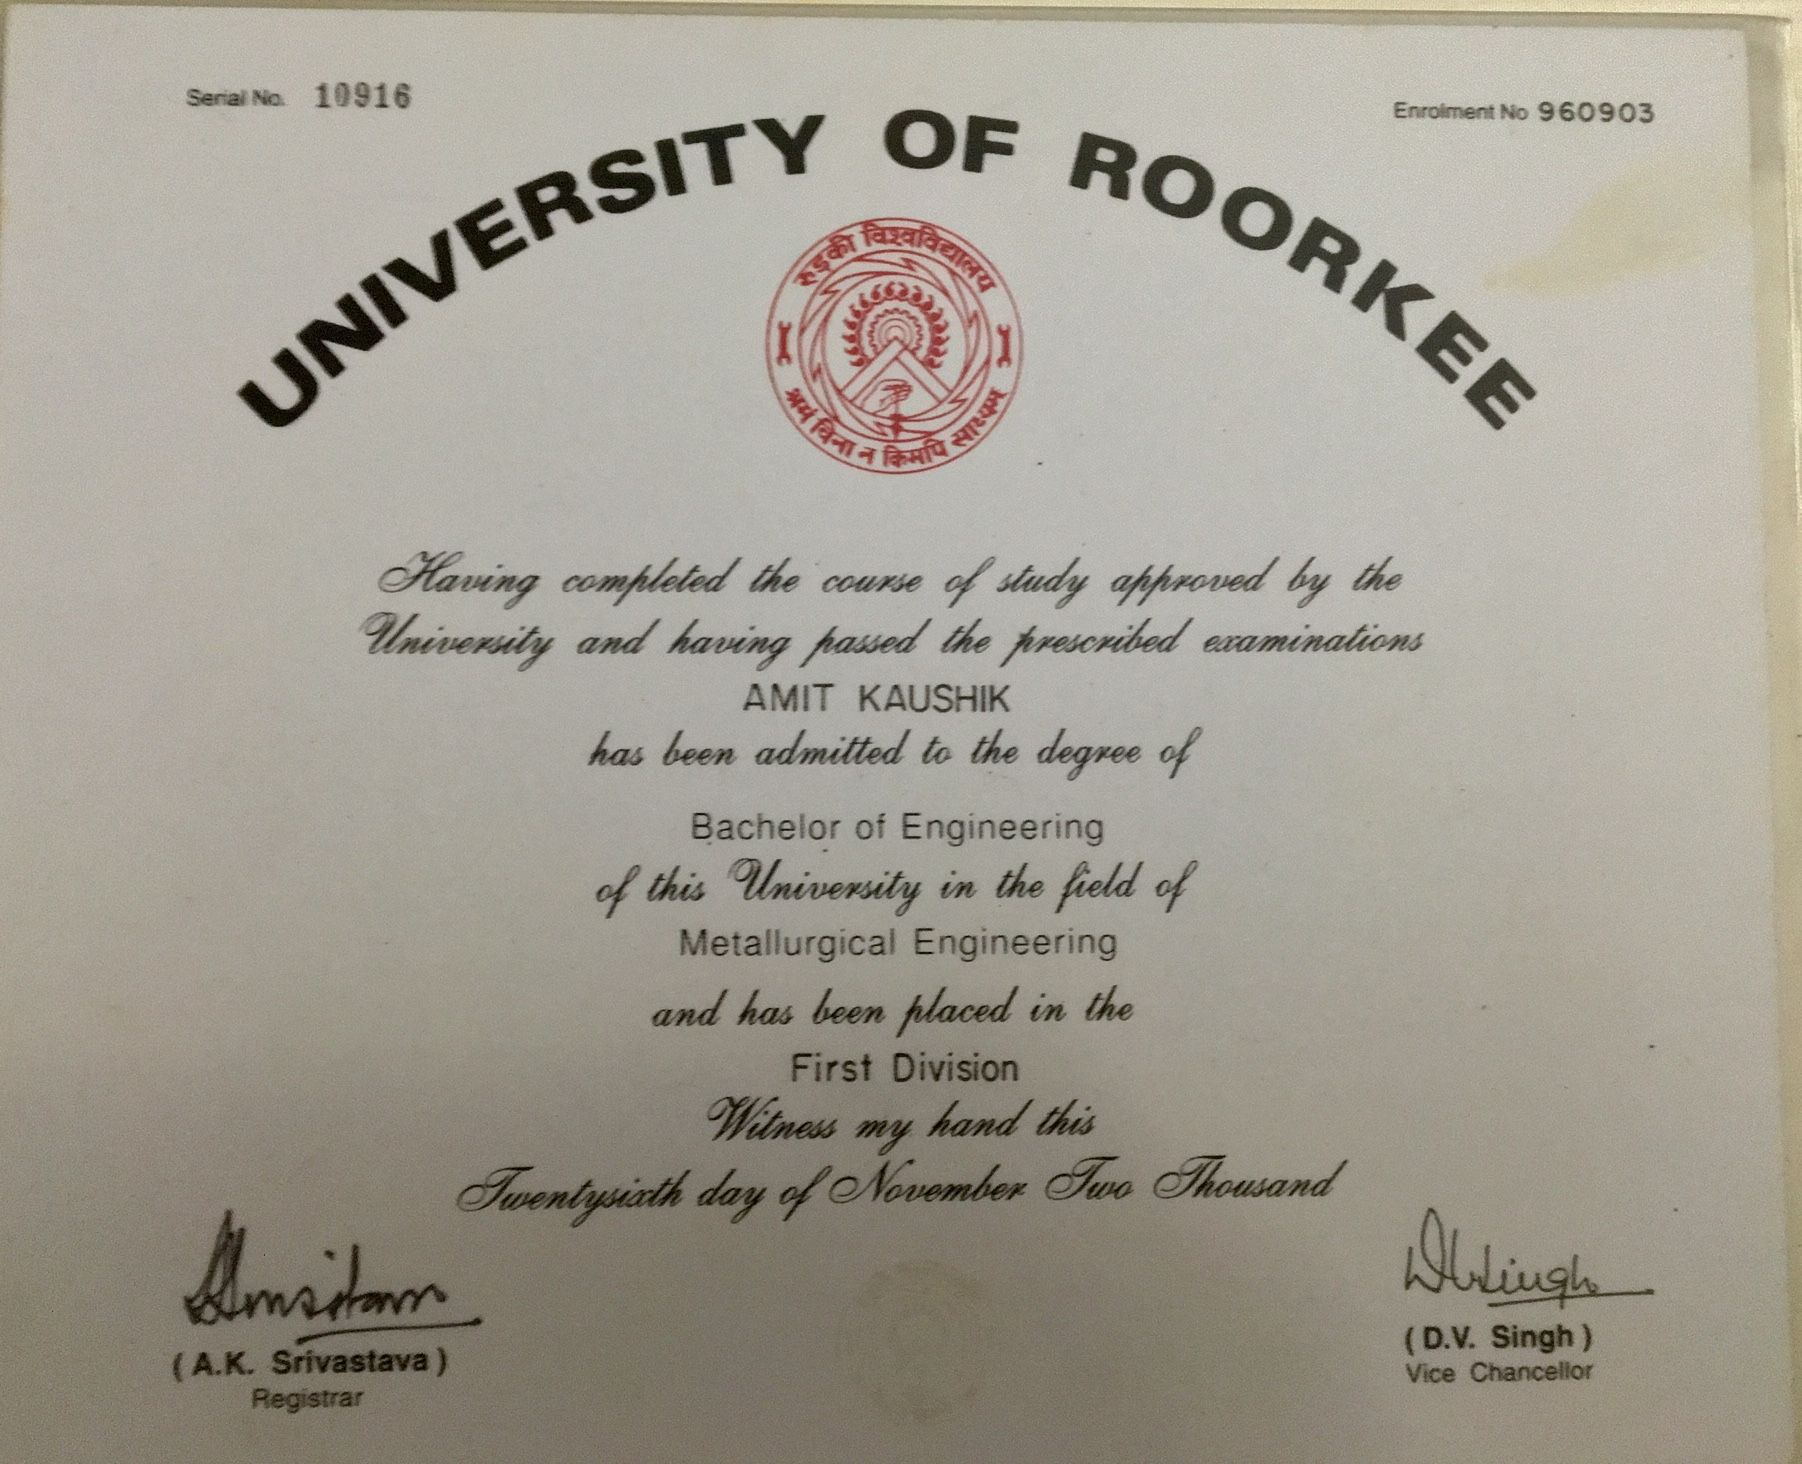 Serial No. 10916
Enrolment No 960903
UNIVERSITY OF ROORKEE
रुड़की विश्वविद्यालय
श्रमं विना न किमपि साध्यम्
Having completed the course of study approved by the
University and having passed the prescribed examinations
AMIT KAUSHIK
has been admitted to the degree of
Bachelor of Engineering
of this University in the field of
Metallurgical Engineering
and has been placed in the
First Division
Witness my hand this
Twentysixth day of November Two Thousand
(A.K. Srivastava)
Registrar
DVSingh
(D.V. Singh)
Vice Chancellor